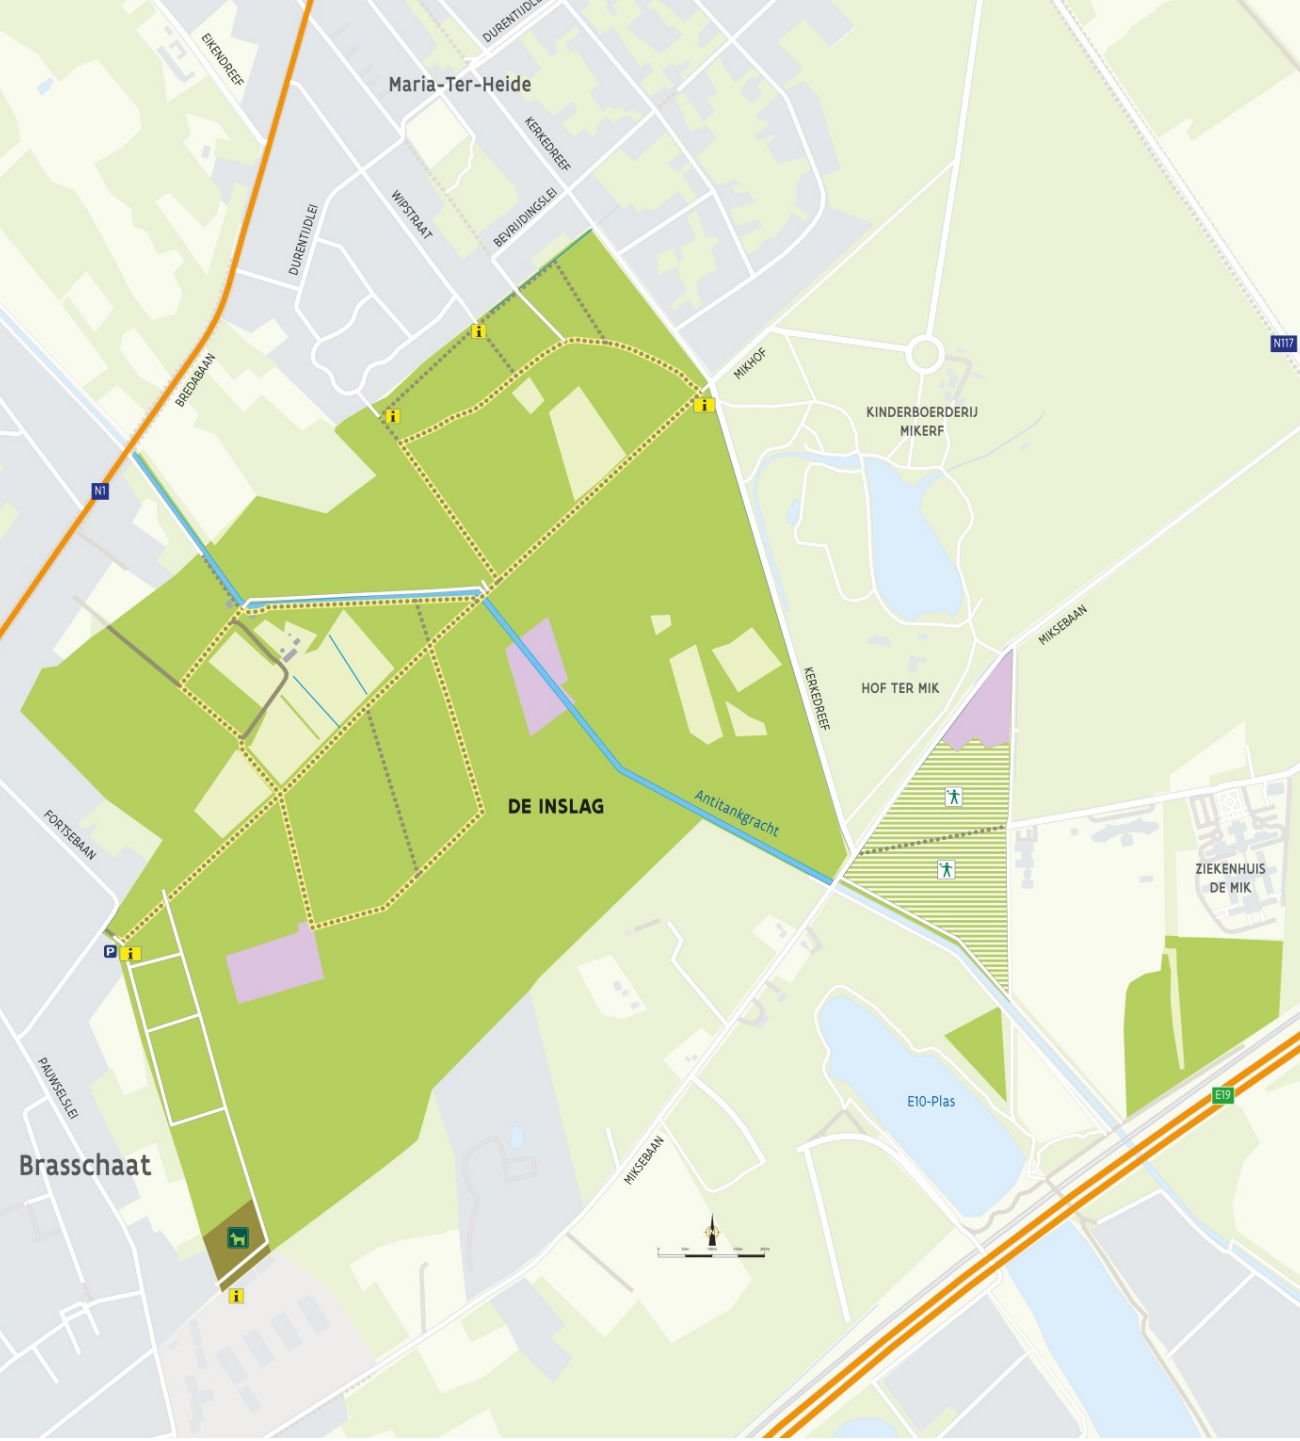 DURENTIJDLEI
EIKENDREEF
Maria-Ter-Heide
KERKEDREEF
WIPSTRAAT
BEVRIJDINGSLEI
DURENTIJDLEI
N117
MIKHOF
BREDABAAN
KINDERBOERDERIJ
MIKERF
N1
MIKSEBAAN
HOF TER MIK
KERKEDREEF
DE INSLAG
Antitankgracht
FORTSEBAAN
ZIEKENHUIS
DE MIK
P
i
i
i
i
PAUWSELSLEI
E10-Plas
E19
Brasschaat
MIKSEBAAN
i